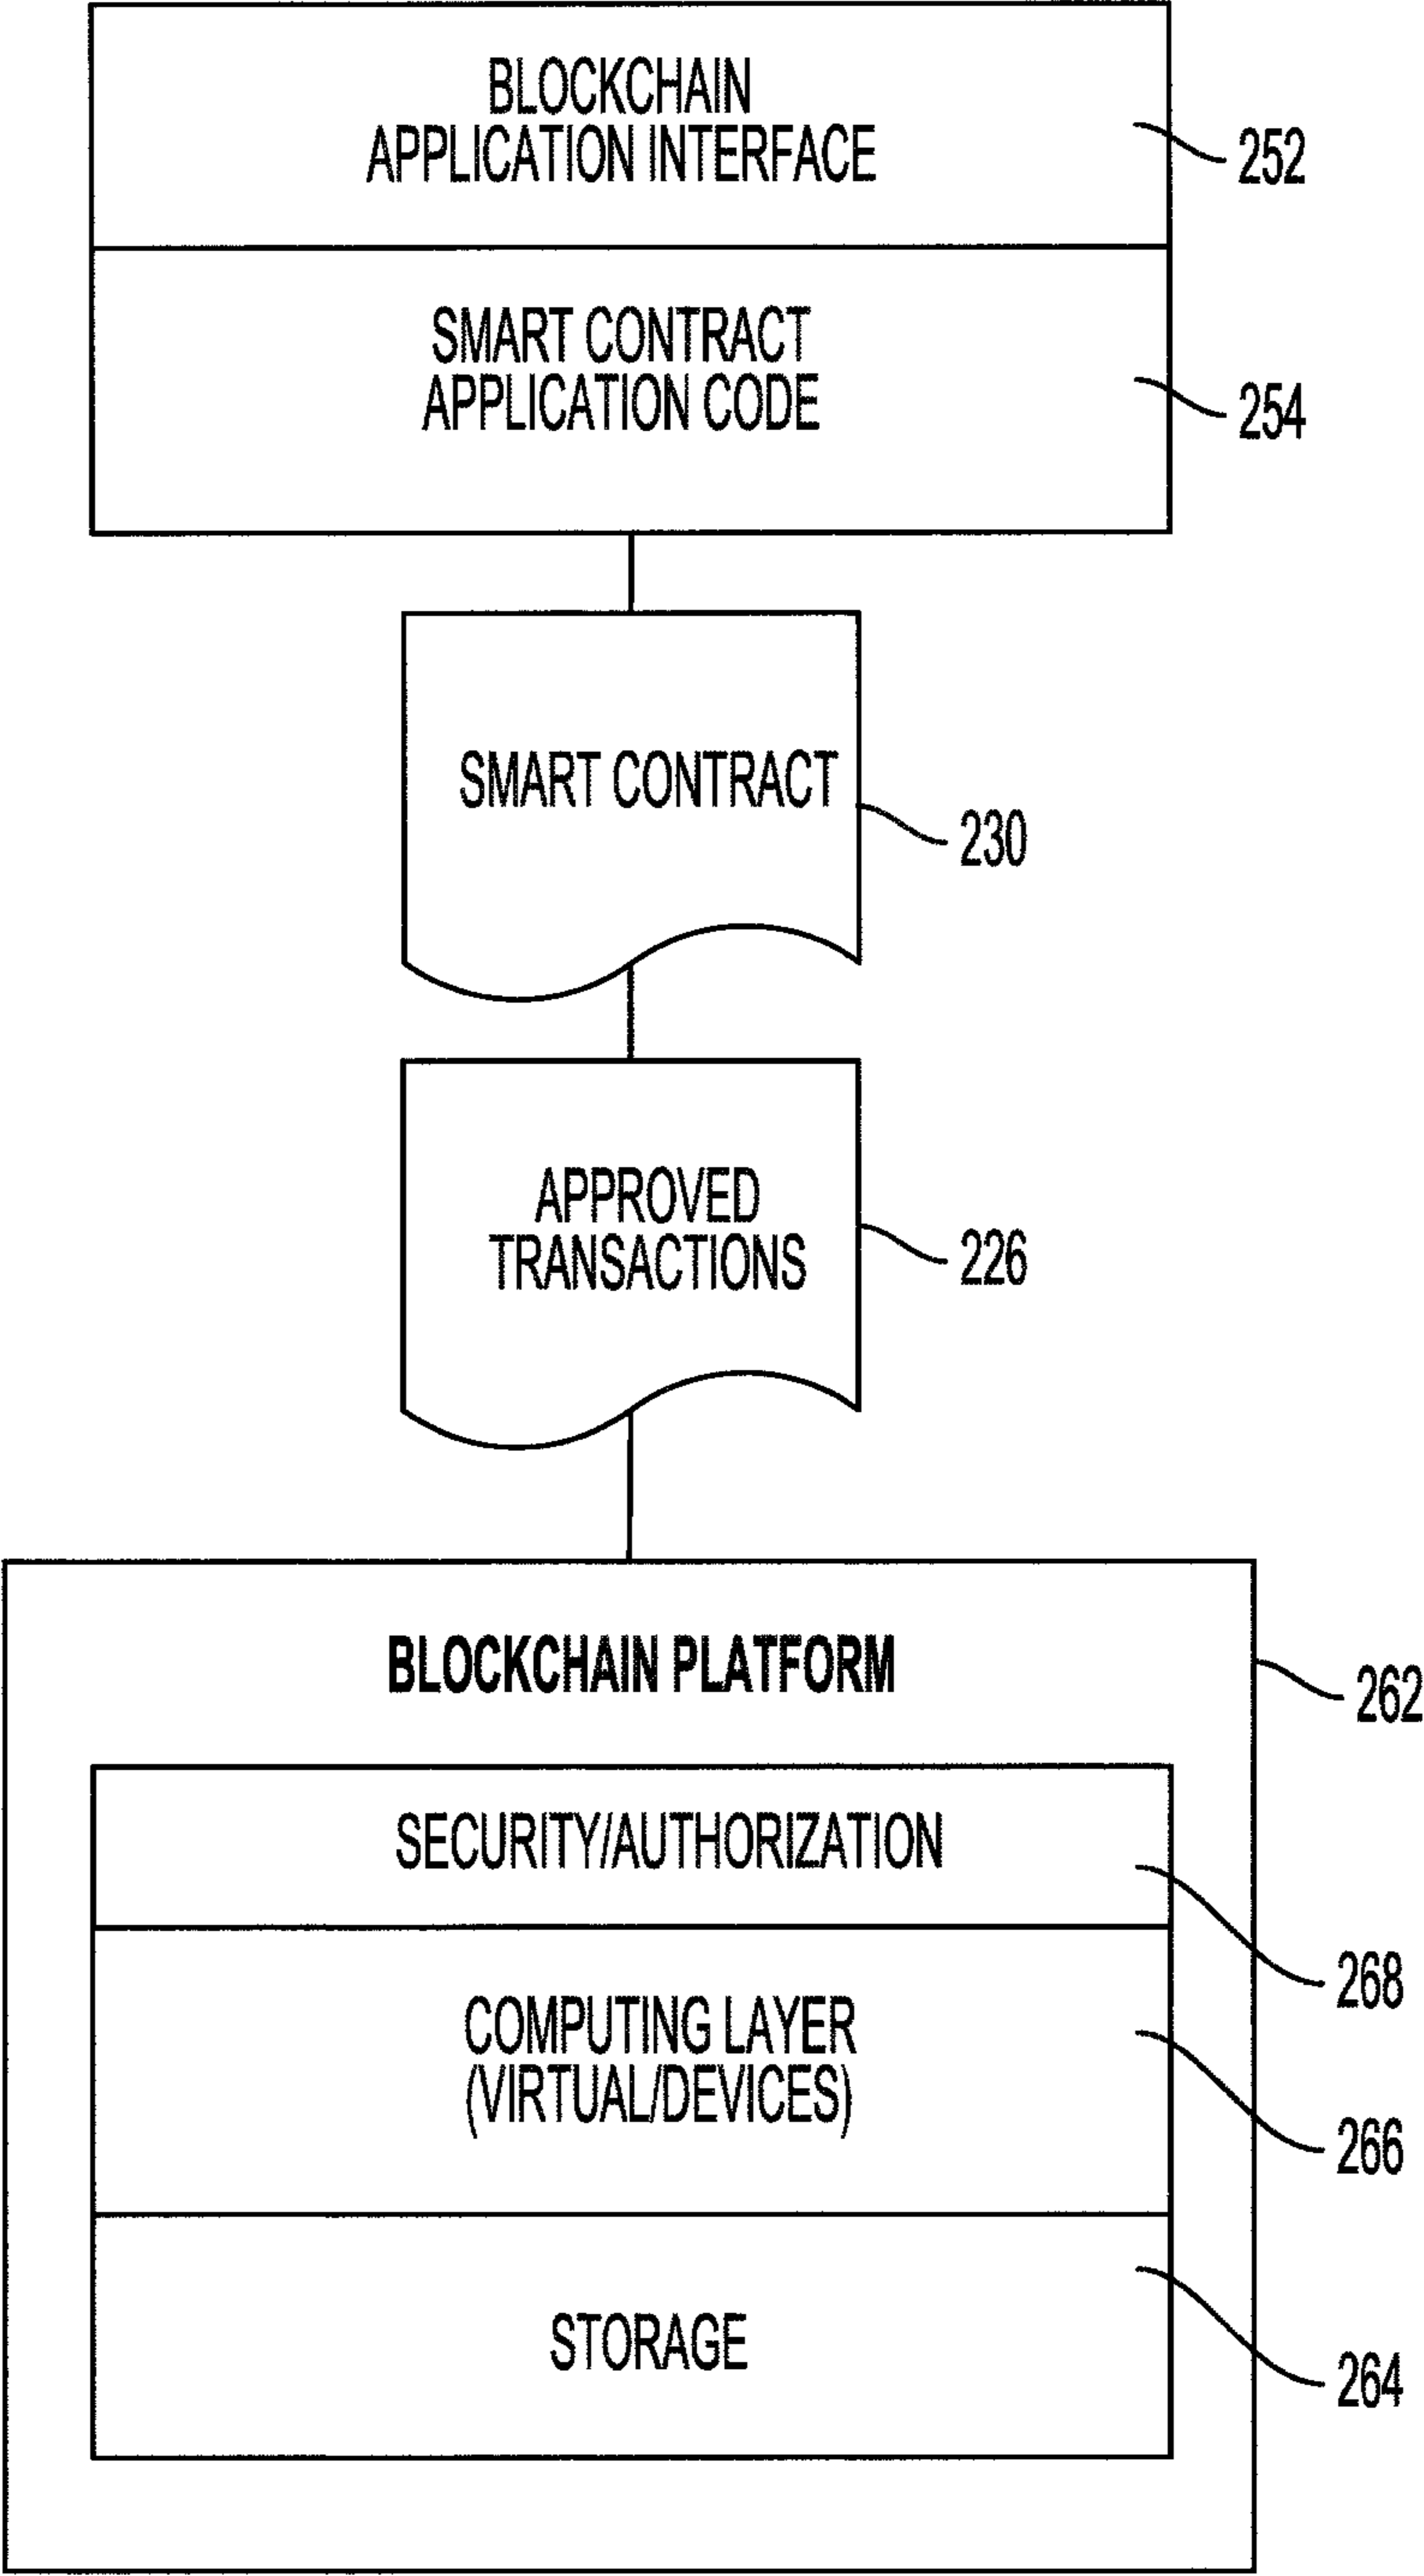 BLOCKCHAIN
APPLICATION INTERFACE
252
SMART CONTRACT
APPLICATION CODE
254
SMART CONTRACT
230
APPROVED
TRANSACTIONS
226
BLOCKCHAIN PLATFORM
262
SECURITY/AUTHORIZATION
268
COMPUTING LAYER
(VIRTUAL/DEVICES)
266
STORAGE
264